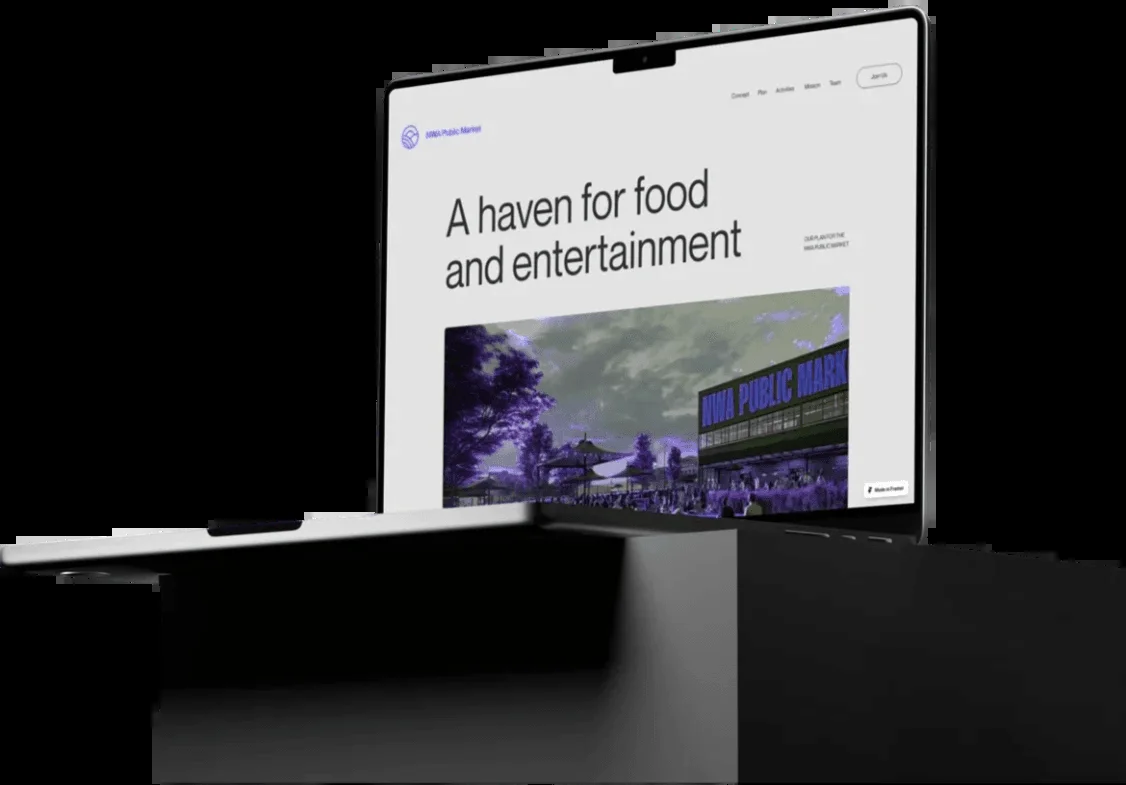 Concept Plan Activities Mission Team Join Us
NWA Public Market
A haven for food
and entertainment
OUR PLAN FOR THE
NWA PUBLIC MARKET
NWA PUBLIC MARK
Made in Framer